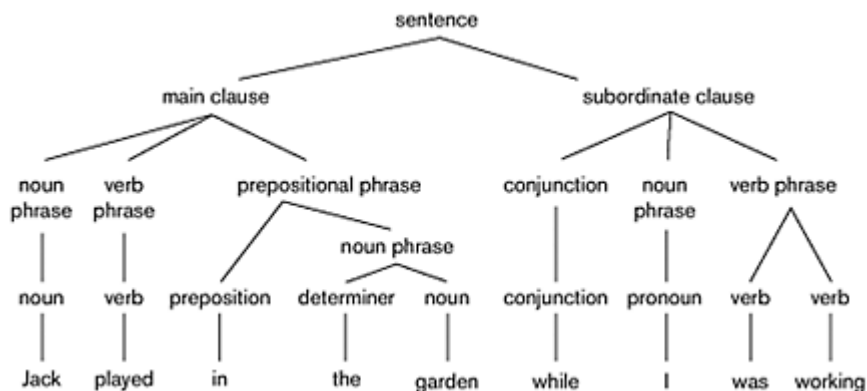 sentence
main clause subordinate clause
noun phrase verb phrase prepositional phrase conjunction noun phrase verb phrase
noun phrase
noun verb preposition determiner noun conjunction pronoun verb verb
Jack played in the garden while I was working